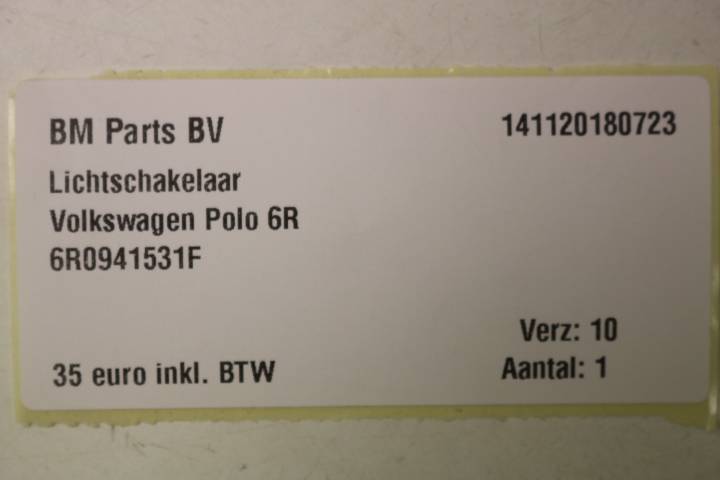 BM Parts BV
141120180723
Lichtschakelaar
Volkswagen Polo 6R
6R0941531F
Verz: 10
35 euro inkl. BTW
Aantal: 1